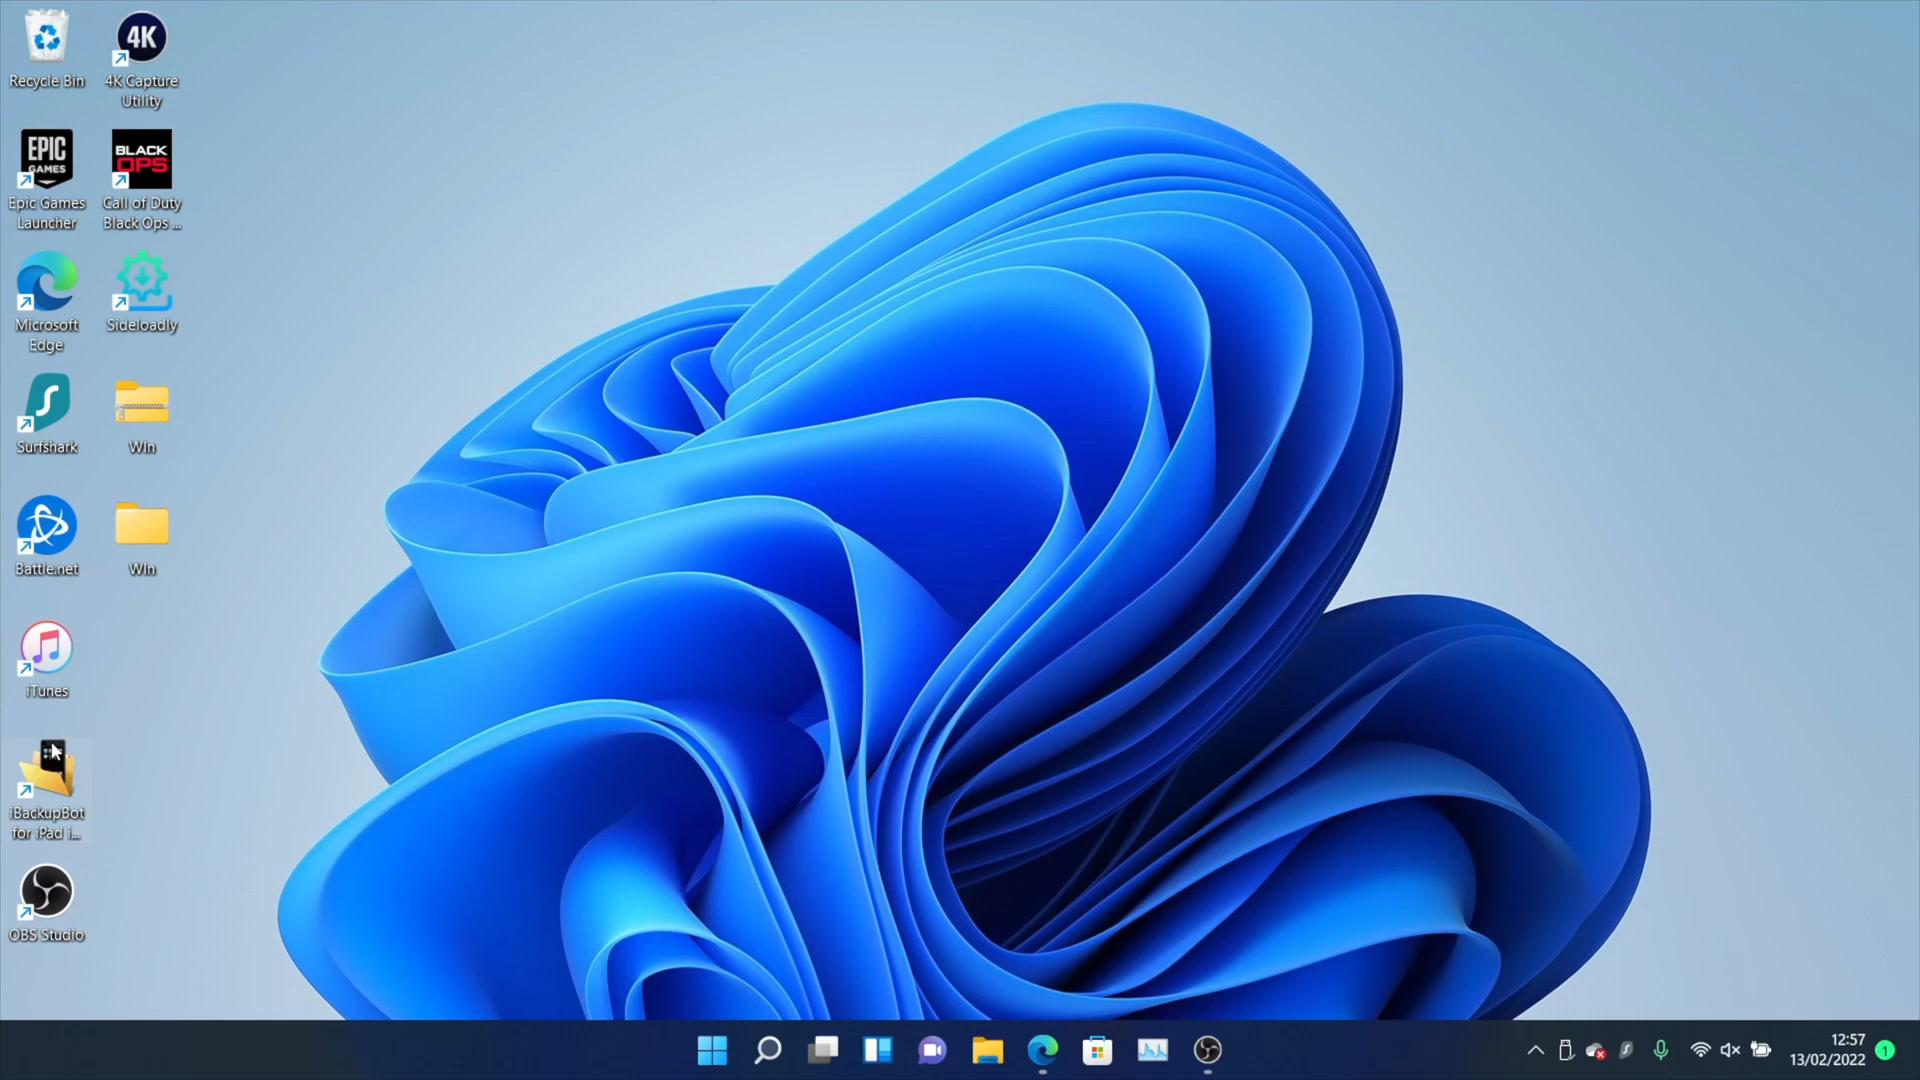 Recycle Bin
4K
4K Capture
Utility
EPIC
GAMES
Epic Games
Launcher
BLACK
OPS
Call of Duty
Black Ops ...
Microsoft
Edge
Sideloadly
Surfshark
Win
Battle.net
Win
iTunes
iBackupBot
for iPad i...
OBS Studio
12:57
13/02/2022
1